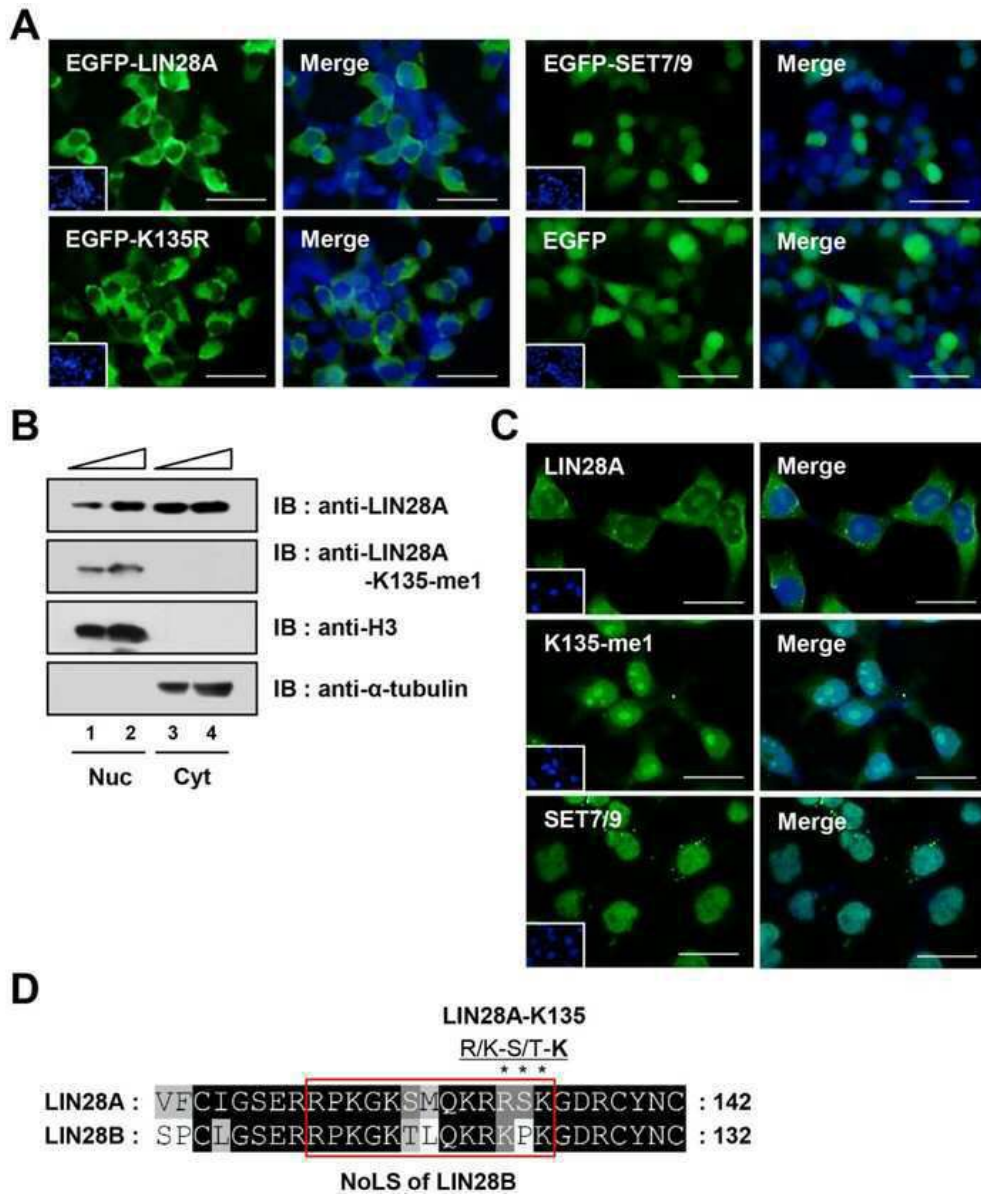 A
EGFP-LIN28A
Merge
EGFP-SET7/9
Merge
EGFP-K135R
Merge
EGFP
Merge
B
IB : anti-LIN28A
IB : anti-LIN28A
-K135-me1
IB : anti-H3
IB : anti-α-tubulin
1 2 3 4
Nuc Cyt
C
LIN28A
Merge
K135-me1
Merge
SET7/9
Merge
D
LIN28A-K135
R/K-S/T-K
* * *
LIN28A : VFCIGSERRPKGKSMQKRRSKGDRCYNC : 142
LIN28B : SPCLGSERRPKGKTLQKRKPKGDRCYNC : 132
NoLS of LIN28B